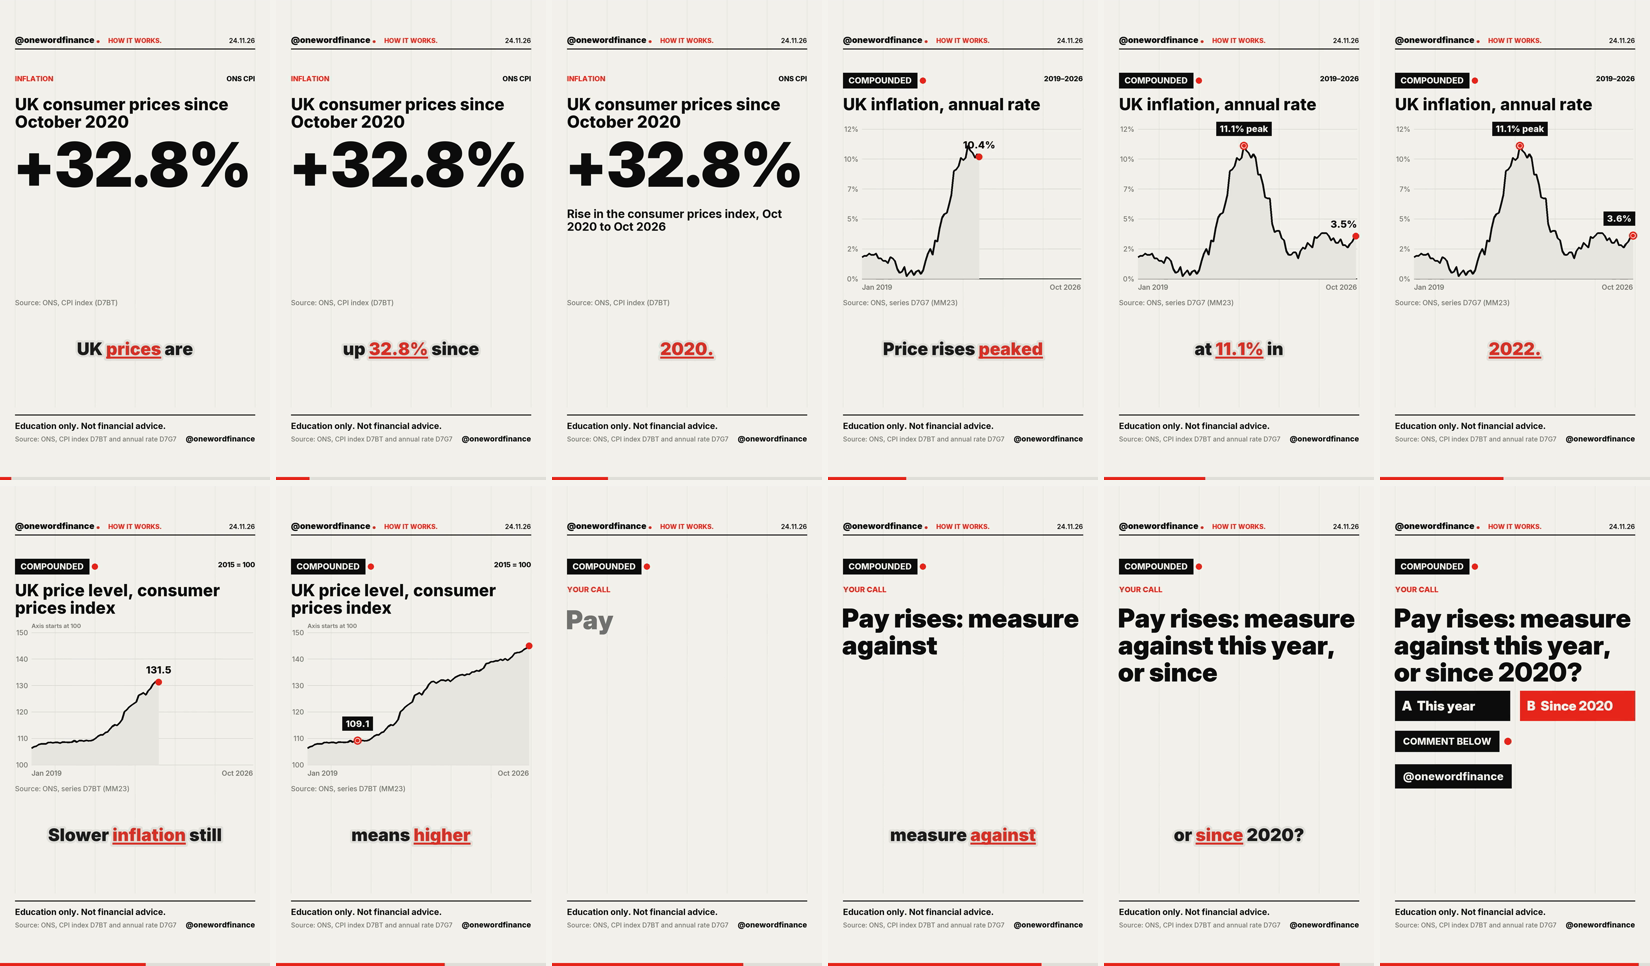 @onewordfinance HOW IT WORKS. 24.11.26
INFLATION ONS CPI
UK consumer prices since
October 2020
+32.8%
Source: ONS, CPI index (D7BT)
UK prices are
Education only. Not financial advice.
Source: ONS, CPI index D7BT and annual rate D7G7 @onewordfinance
@onewordfinance HOW IT WORKS. 24.11.26
INFLATION ONS CPI
UK consumer prices since
October 2020
+32.8%
Source: ONS, CPI index (D7BT)
up 32.8% since
Education only. Not financial advice.
Source: ONS, CPI index D7BT and annual rate D7G7 @onewordfinance
@onewordfinance HOW IT WORKS. 24.11.26
INFLATION ONS CPI
UK consumer prices since
October 2020
+32.8%
Rise in the consumer prices index, Oct
2020 to Oct 2026
Source: ONS, CPI index (D7BT)
2020.
Education only. Not financial advice.
Source: ONS, CPI index D7BT and annual rate D7G7 @onewordfinance
@onewordfinance HOW IT WORKS. 24.11.26
COMPOUNDED 2019–2026
UK inflation, annual rate
12%
10.4%
10%
7%
5%
2%
0%
Jan 2019 Oct 2026
Source: ONS, series D7G7 (MM23)
Price rises peaked
Education only. Not financial advice.
Source: ONS, CPI index D7BT and annual rate D7G7 @onewordfinance
@onewordfinance HOW IT WORKS. 24.11.26
COMPOUNDED 2019–2026
UK inflation, annual rate
12% 11.1% peak
10%
7%
5%
3.5%
2%
0%
Jan 2019 Oct 2026
Source: ONS, series D7G7 (MM23)
at 11.1% in
Education only. Not financial advice.
Source: ONS, CPI index D7BT and annual rate D7G7 @onewordfinance
@onewordfinance HOW IT WORKS. 24.11.26
COMPOUNDED 2019–2026
UK inflation, annual rate
12% 11.1% peak
10%
7%
5% 3.6%
2%
0%
Jan 2019 Oct 2026
Source: ONS, series D7G7 (MM23)
2022.
Education only. Not financial advice.
Source: ONS, CPI index D7BT and annual rate D7G7 @onewordfinance
@onewordfinance HOW IT WORKS. 24.11.26
COMPOUNDED 2015 = 100
UK price level, consumer
prices index
Axis starts at 100
150
140
131.5
130
120
110
100
Jan 2019 Oct 2026
Source: ONS, series D7BT (MM23)
Slower inflation still
Education only. Not financial advice.
Source: ONS, CPI index D7BT and annual rate D7G7 @onewordfinance
@onewordfinance HOW IT WORKS. 24.11.26
COMPOUNDED 2015 = 100
UK price level, consumer
prices index
Axis starts at 100
150
140
130
120
109.1
110
100
Jan 2019 Oct 2026
Source: ONS, series D7BT (MM23)
means higher
Education only. Not financial advice.
Source: ONS, CPI index D7BT and annual rate D7G7 @onewordfinance
@onewordfinance HOW IT WORKS. 24.11.26
COMPOUNDED
YOUR CALL
Pay
Education only. Not financial advice.
Source: ONS, CPI index D7BT and annual rate D7G7 @onewordfinance
@onewordfinance HOW IT WORKS. 24.11.26
COMPOUNDED
YOUR CALL
Pay rises: measure
against
measure against
Education only. Not financial advice.
Source: ONS, CPI index D7BT and annual rate D7G7 @onewordfinance
@onewordfinance HOW IT WORKS. 24.11.26
COMPOUNDED
YOUR CALL
Pay rises: measure
against this year,
or since
or since 2020?
Education only. Not financial advice.
Source: ONS, CPI index D7BT and annual rate D7G7 @onewordfinance
@onewordfinance HOW IT WORKS. 24.11.26
COMPOUNDED
YOUR CALL
Pay rises: measure
against this year,
or since 2020?
A This year B Since 2020
COMMENT BELOW
@onewordfinance
Education only. Not financial advice.
Source: ONS, CPI index D7BT and annual rate D7G7 @onewordfinance